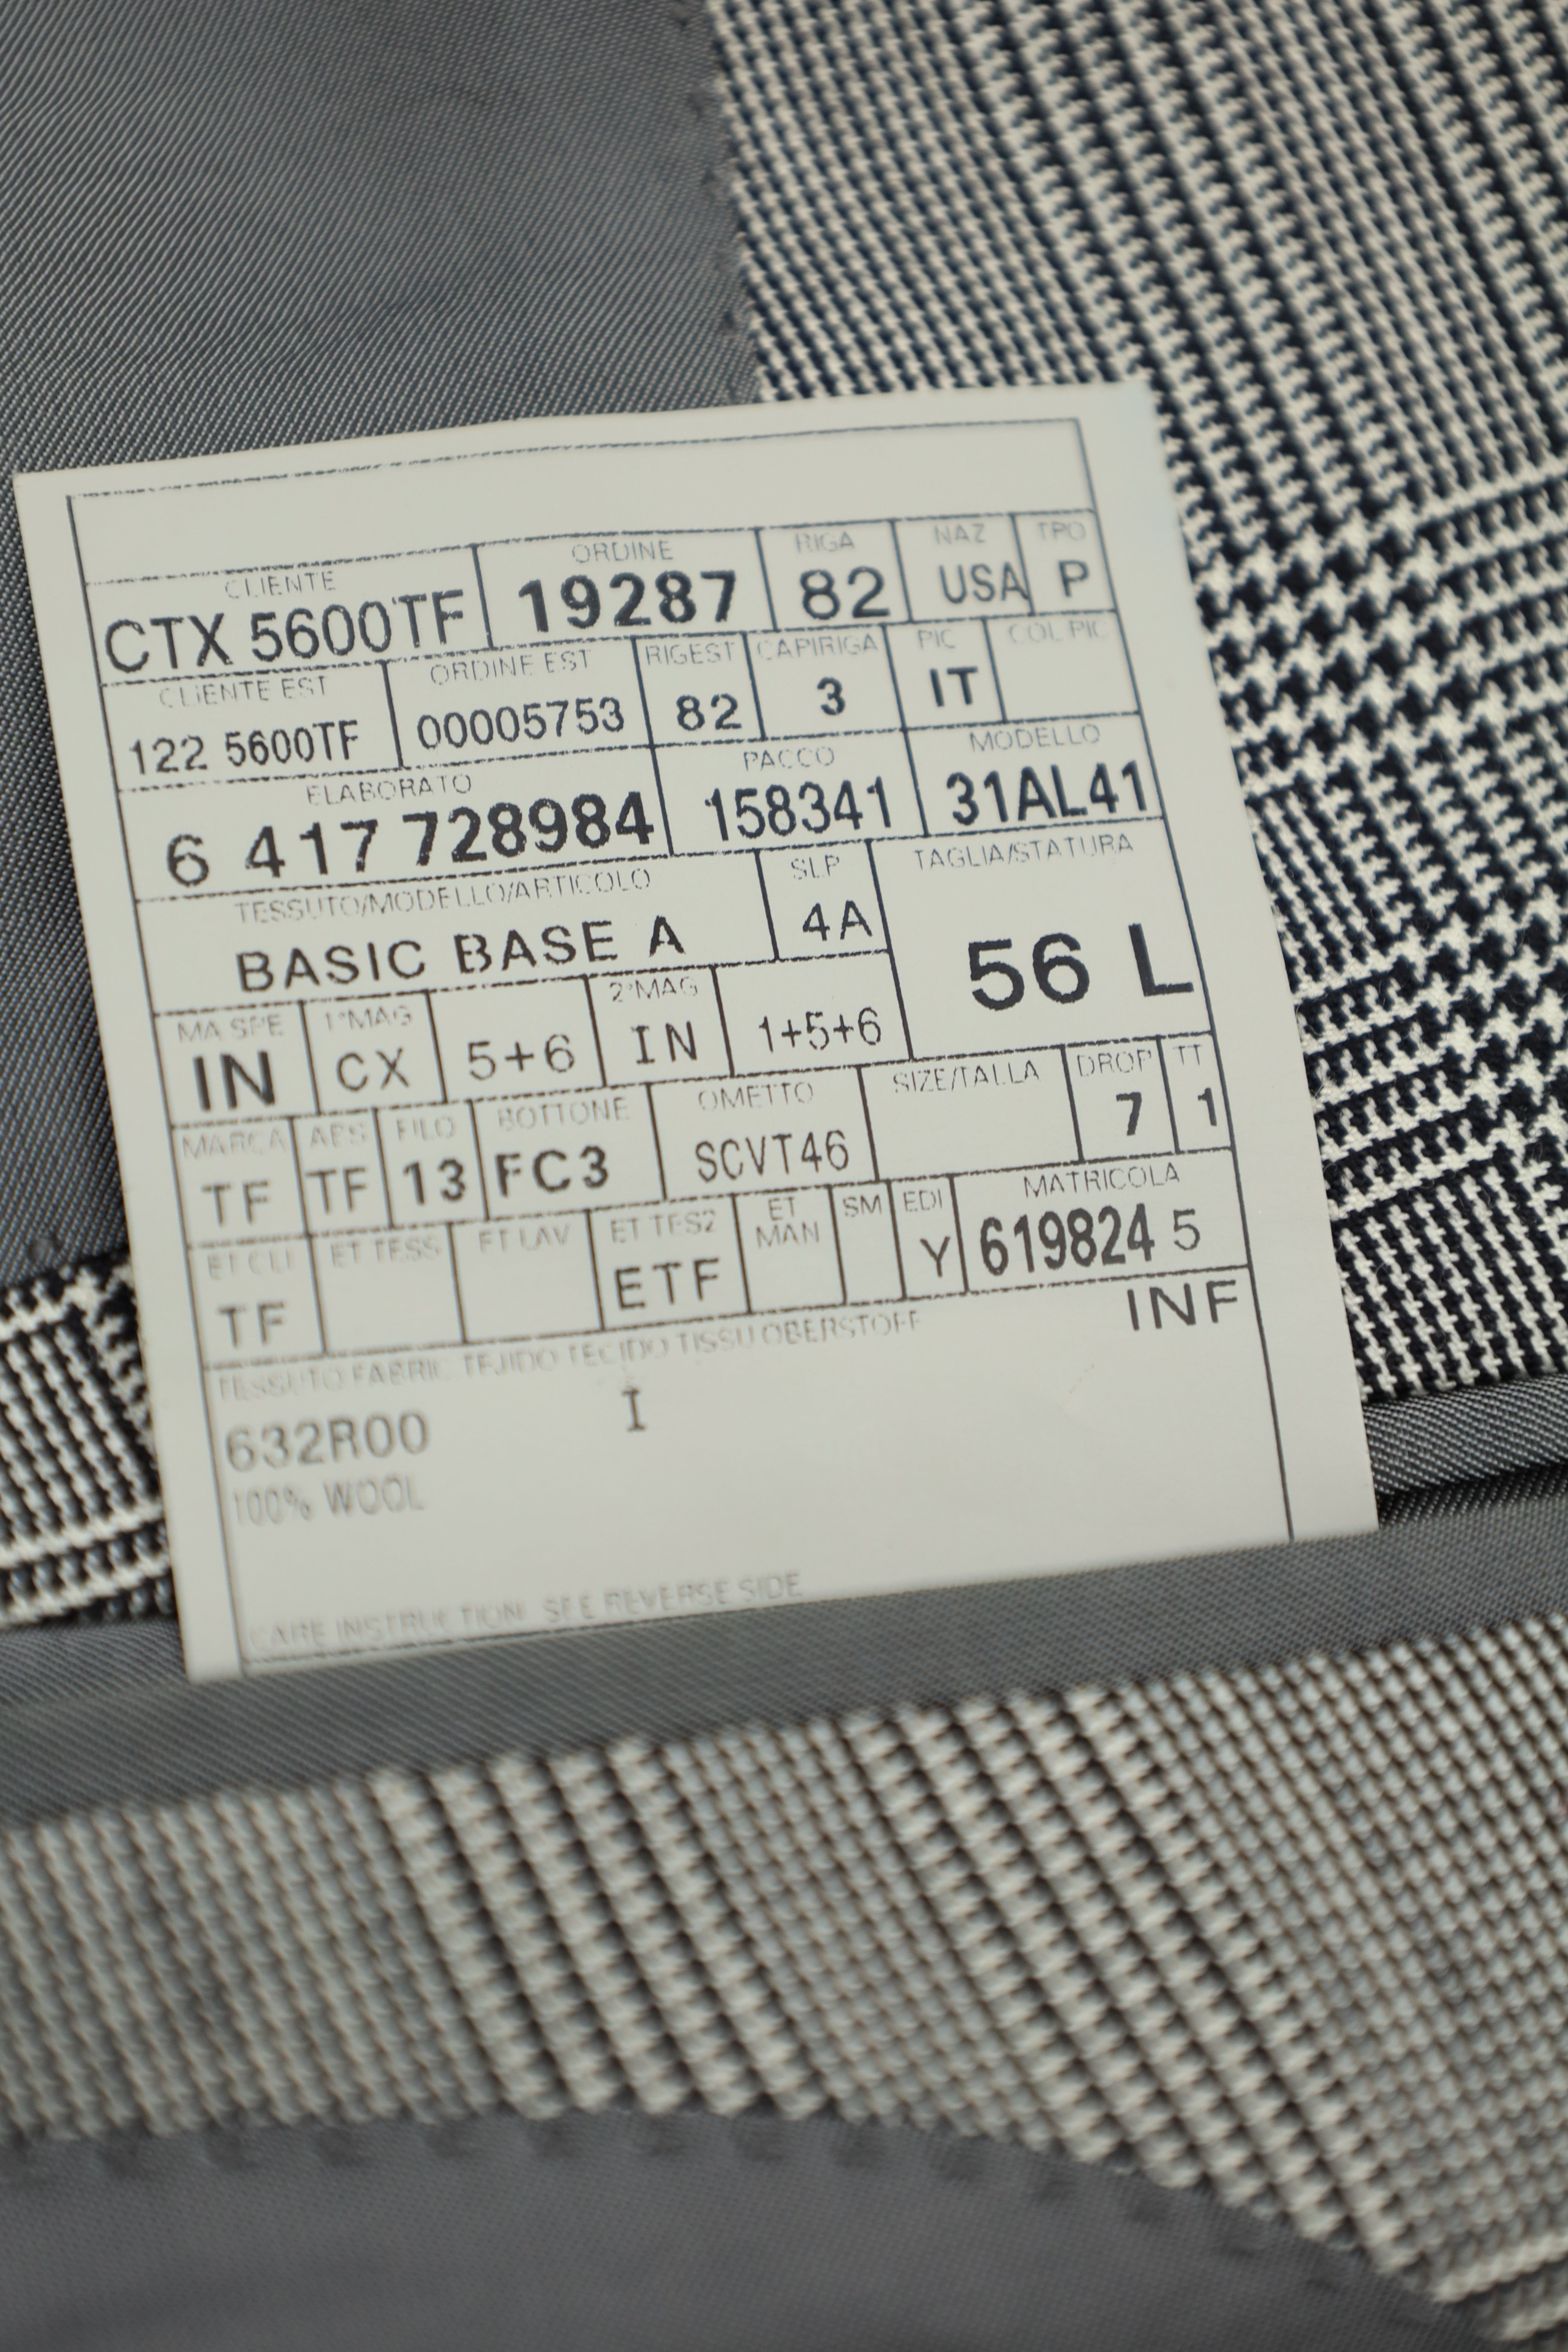 CLIENTE ORDINE RIGA NAZ TPO
CTX 5600TF 19287 82 USA P
CLIENTE EST ORDINE EST RIGEST CAPIRIGA PIC COL PIC
122 5600TF 00005753 82 3 IT
ELABORATO PACCO MODELLO
6 417 728984 158341 31AL41
TESSUTO/MODELLO/ARTICOLO SLP TAGLIA/STATURA
BASIC BASE A 4A 56 L
MA SPE 1°MAG 2°MAG
IN CX 5+6 IN 1+5+6
MARCA AES FILO BOTTONE OMETTO SIZE/TALLA DROP TT
TF TF 13 FC3 SCVT46 7 1
ET CLI ET TESS ET LAV ET TES2 ET MAN SM EDI MATRICOLA
TF ETF Y 619824 5
TESSUTO FABRIC TEJIDO TECIDO TISSU OBERSTOFF INF
632R00 I
100% WOOL
CARE INSTRUCTION SEE REVERSE SIDE